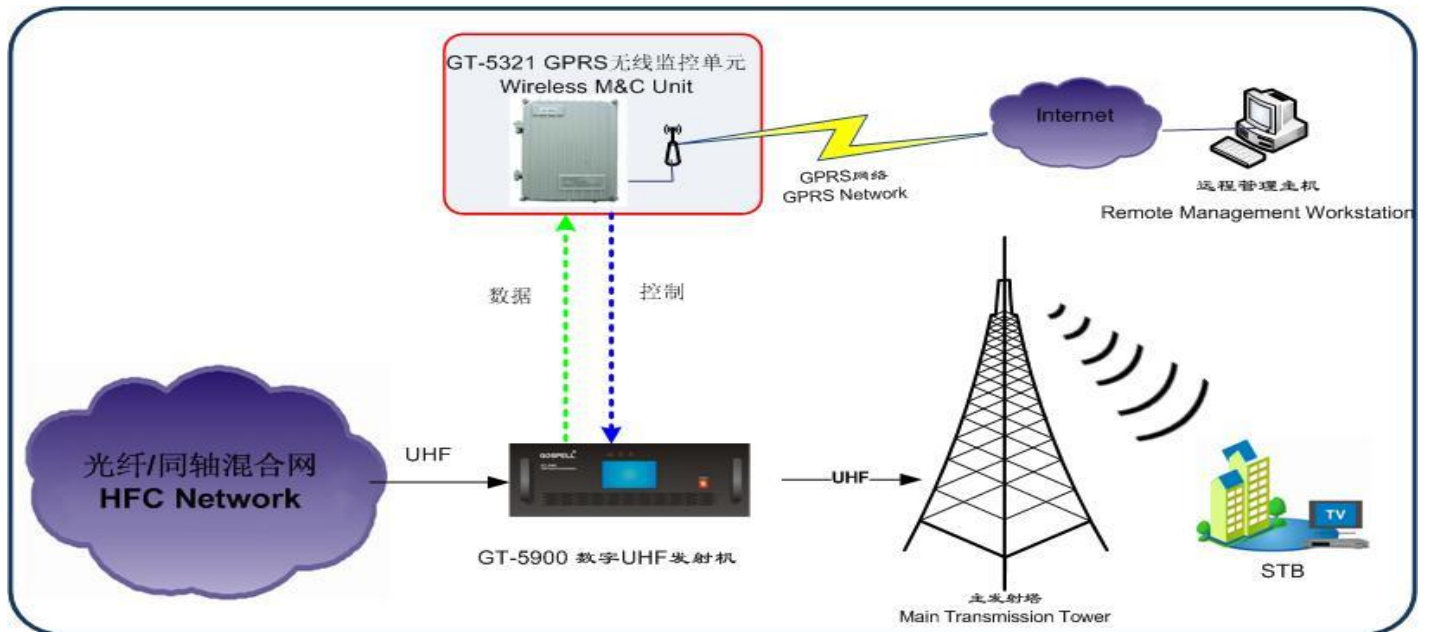 GT-5321 GPRS无线监控单元
Wireless M&C Unit
Internet
GPRS网络
GPRS Network
远程管理主机
Remote Management Workstation
数据
控制
光纤/同轴混合网
HFC Network
UHF
GOSPELL
UHF
TV
GT-5900 数字UHF发射机
STB
主发射塔
Main Transmission Tower